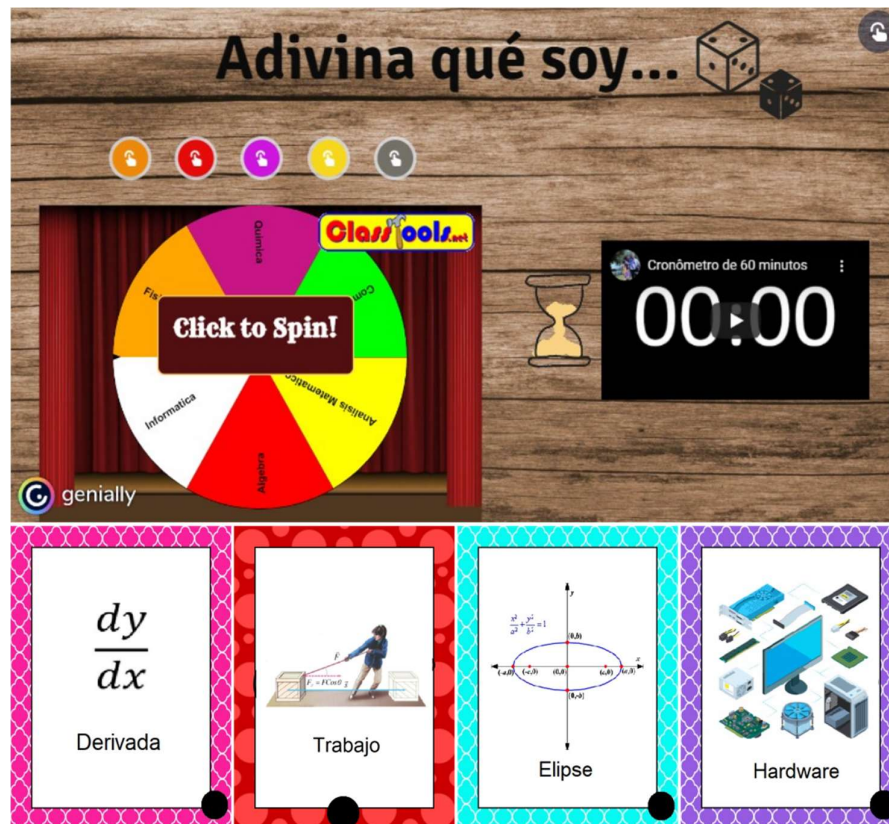 Adivina qué soy...
ClassTools.net
Quimica
Fis
Com
Click to Spin!
Informatica
Analisis Matematico
Algebra
genially
Cronômetro de 60 minutos
00:00
dy
dx
Derivada
Trabajo
x² / a² + y² / b² = 1
y
x
(0,b)
(-a,0) (-c,0) (0,0) (c,0) (a,0)
(0,-b)
Elipse
Hardware